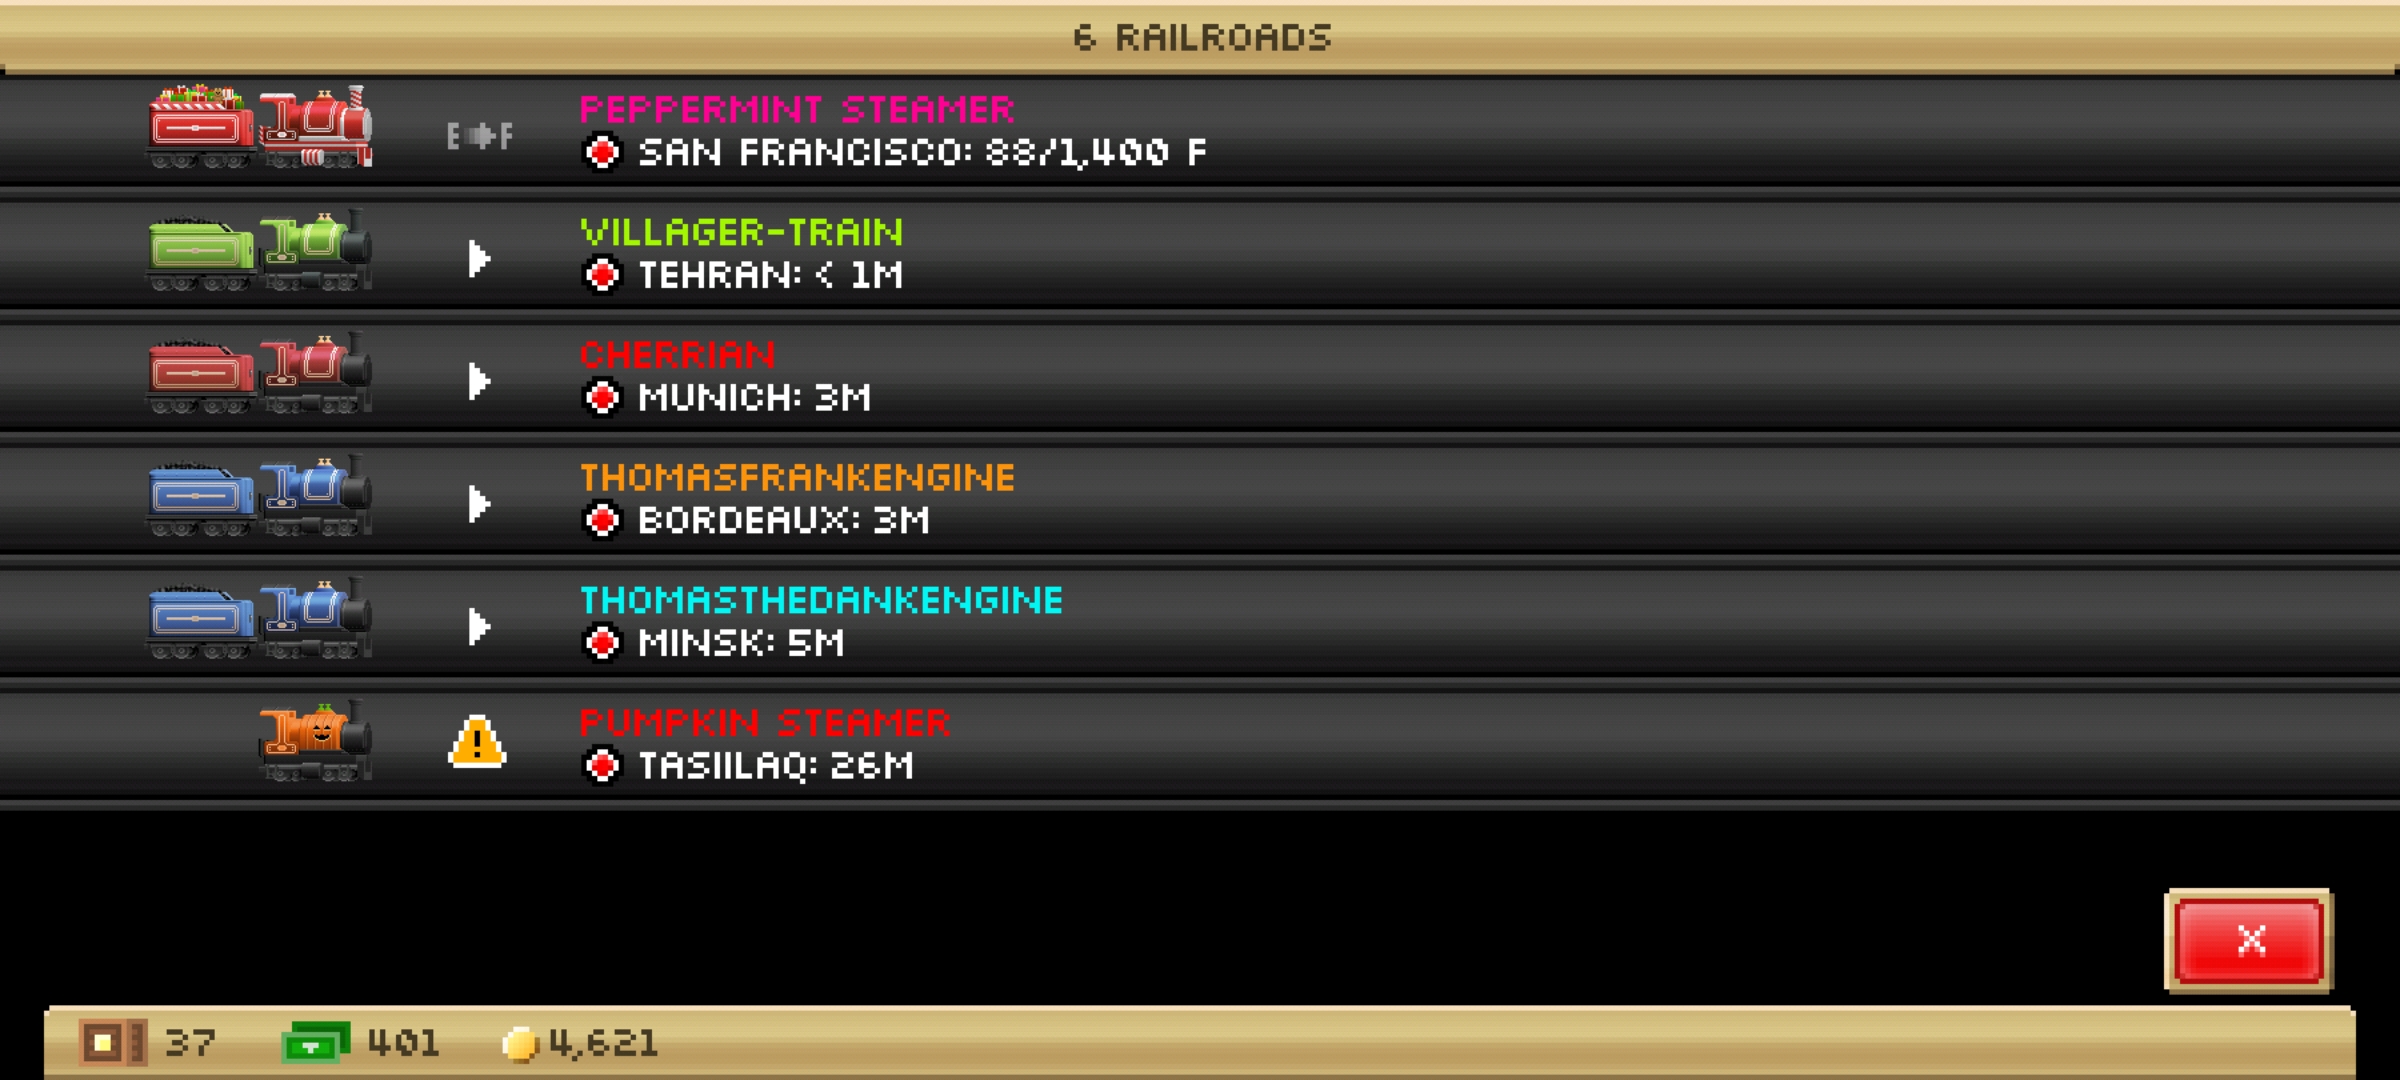 6 RAILROADS
PEPPERMINT STEAMER
E F
SAN FRANCISCO: 88/1,400 F
VILLAGER-TRAIN
TEHRAN: < 1M
CHERRIAN
MUNICH: 3M
THOMASFRANKENGINE
BORDEAUX: 3M
THOMASTHEDANKENGINE
MINSK: 5M
PUMPKIN STEAMER
!
TASIILAQ: 26M
X
37 401 4,621